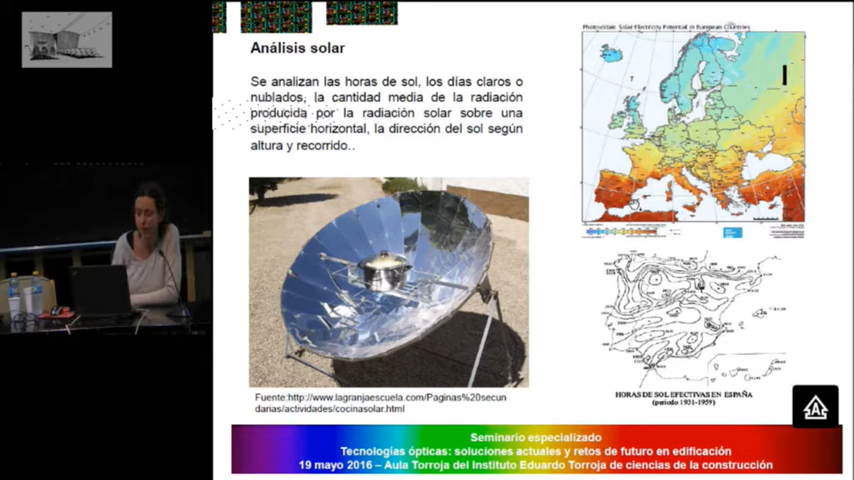 Análisis solar
Se analizan las horas de sol, los días claros o
nublados, la cantidad media de la radiación
producida por la radiación solar sobre una
superficie horizontal, la dirección del sol según
altura y recorrido..
Photovoltaic Solar Electricity Potential in European Countries
Fuente:http://www.lagranjaescuela.com/Paginas%20secun
darias/actividades/cocinasolar.html
HORAS DE SOL EFECTIVAS EN ESPAÑA
(periodo 1931-1959)
Seminario especializado
Tecnologías ópticas: soluciones actuales y retos de futuro en edificación
19 mayo 2016 – Aula Torroja del Instituto Eduardo Torroja de ciencias de la construcción